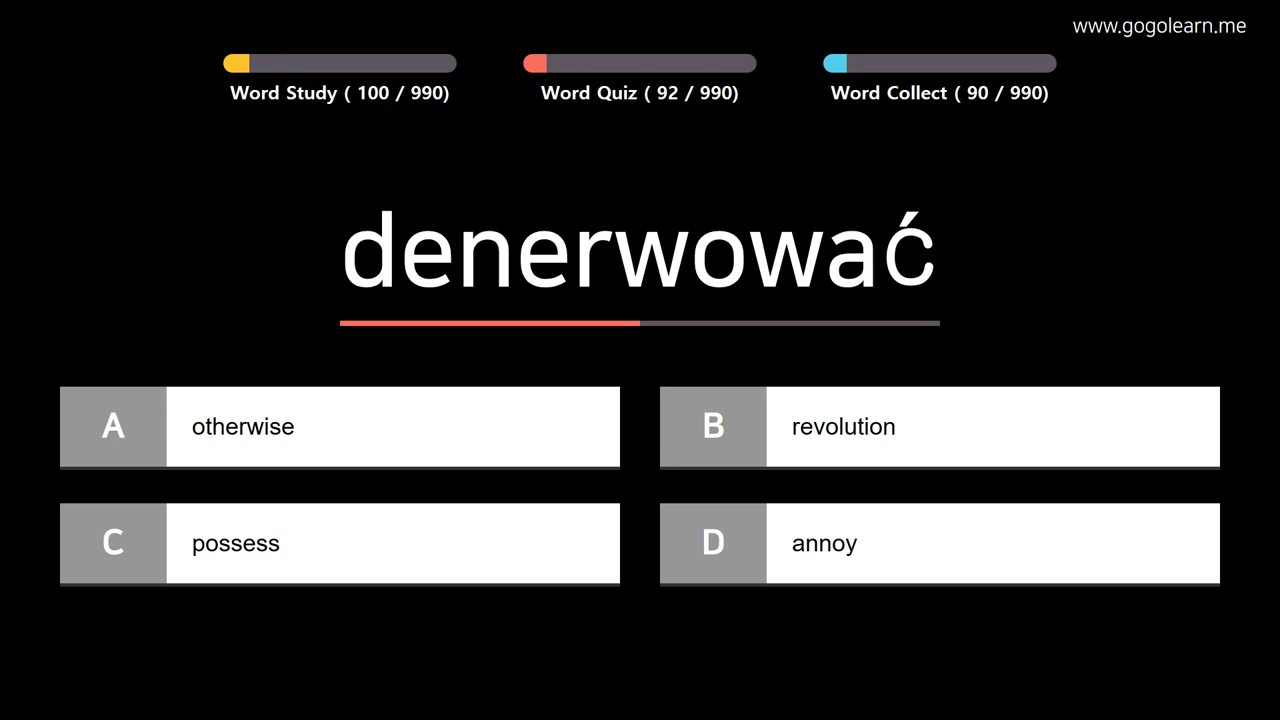 www.gogolearn.me
Word Study ( 100 / 990)
Word Quiz ( 92 / 990)
Word Collect ( 90 / 990)
denerwować
A otherwise
B revolution
C possess
D annoy